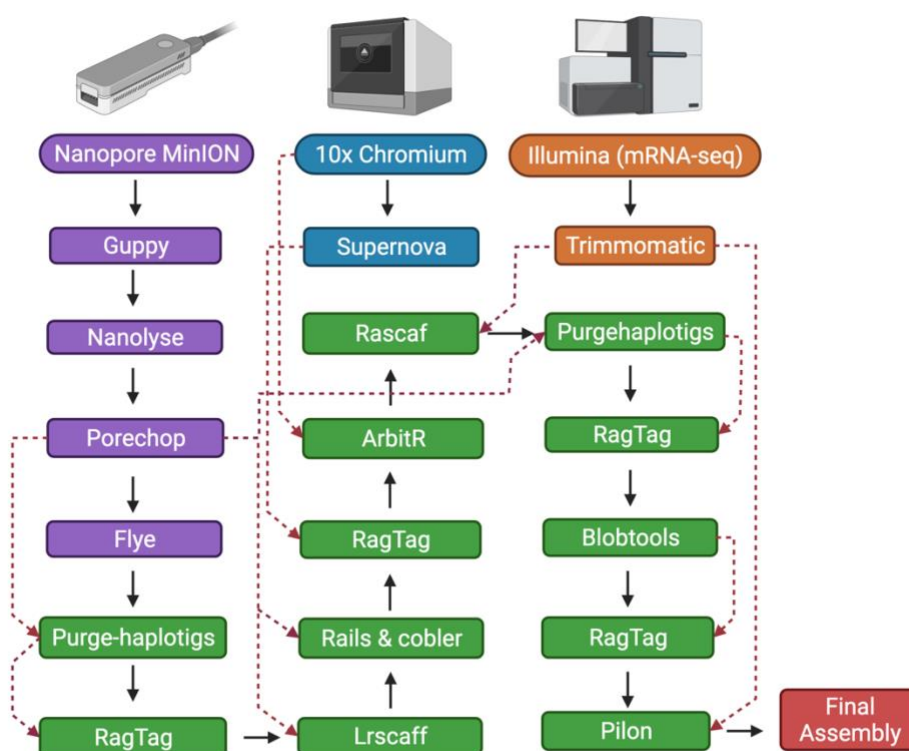 Nanopore MinION
10x Chromium
Illumina (mRNA-seq)
Guppy
Supernova
Trimmomatic
Nanolyse
Rascaf
Purgehaplotigs
Porechop
ArbitR
RagTag
Flye
RagTag
Blobtools
Purge-haplotigs
Rails & cobler
RagTag
RagTag
Lrscaff
Pilon
Final
Assembly